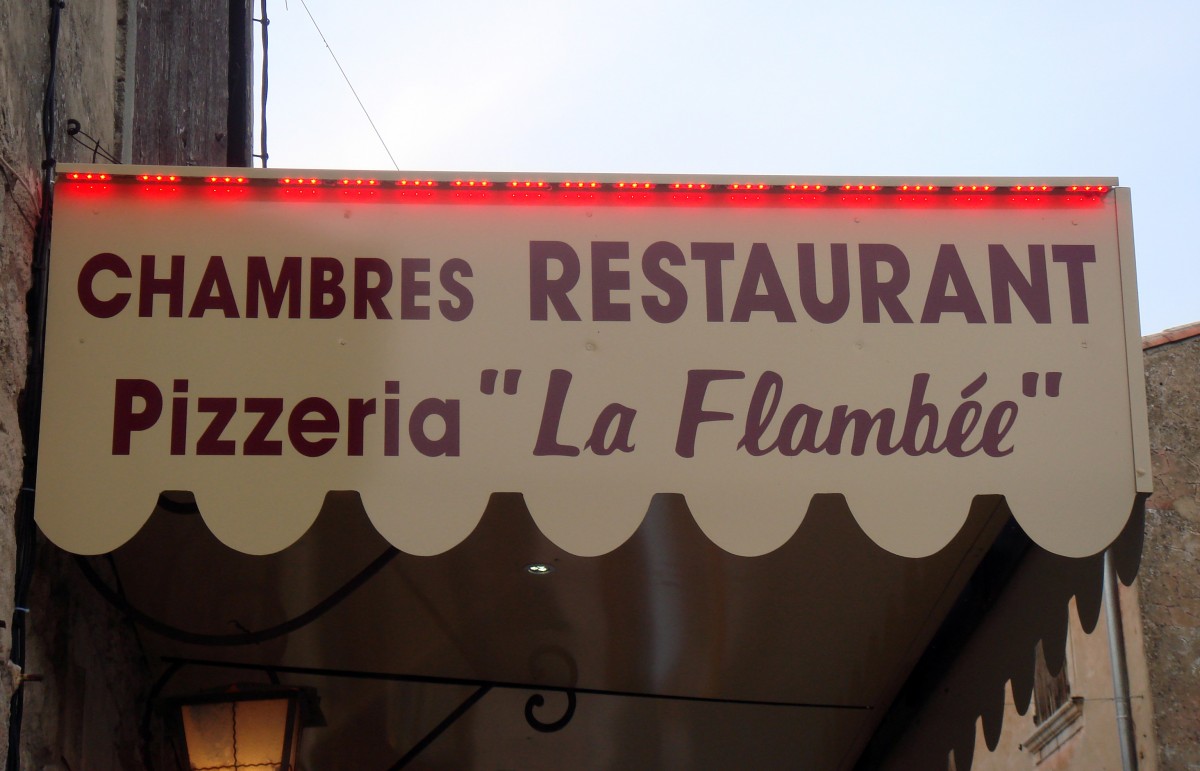 CHAMBRES RESTAURANT
Pizzeria "La Flambée"